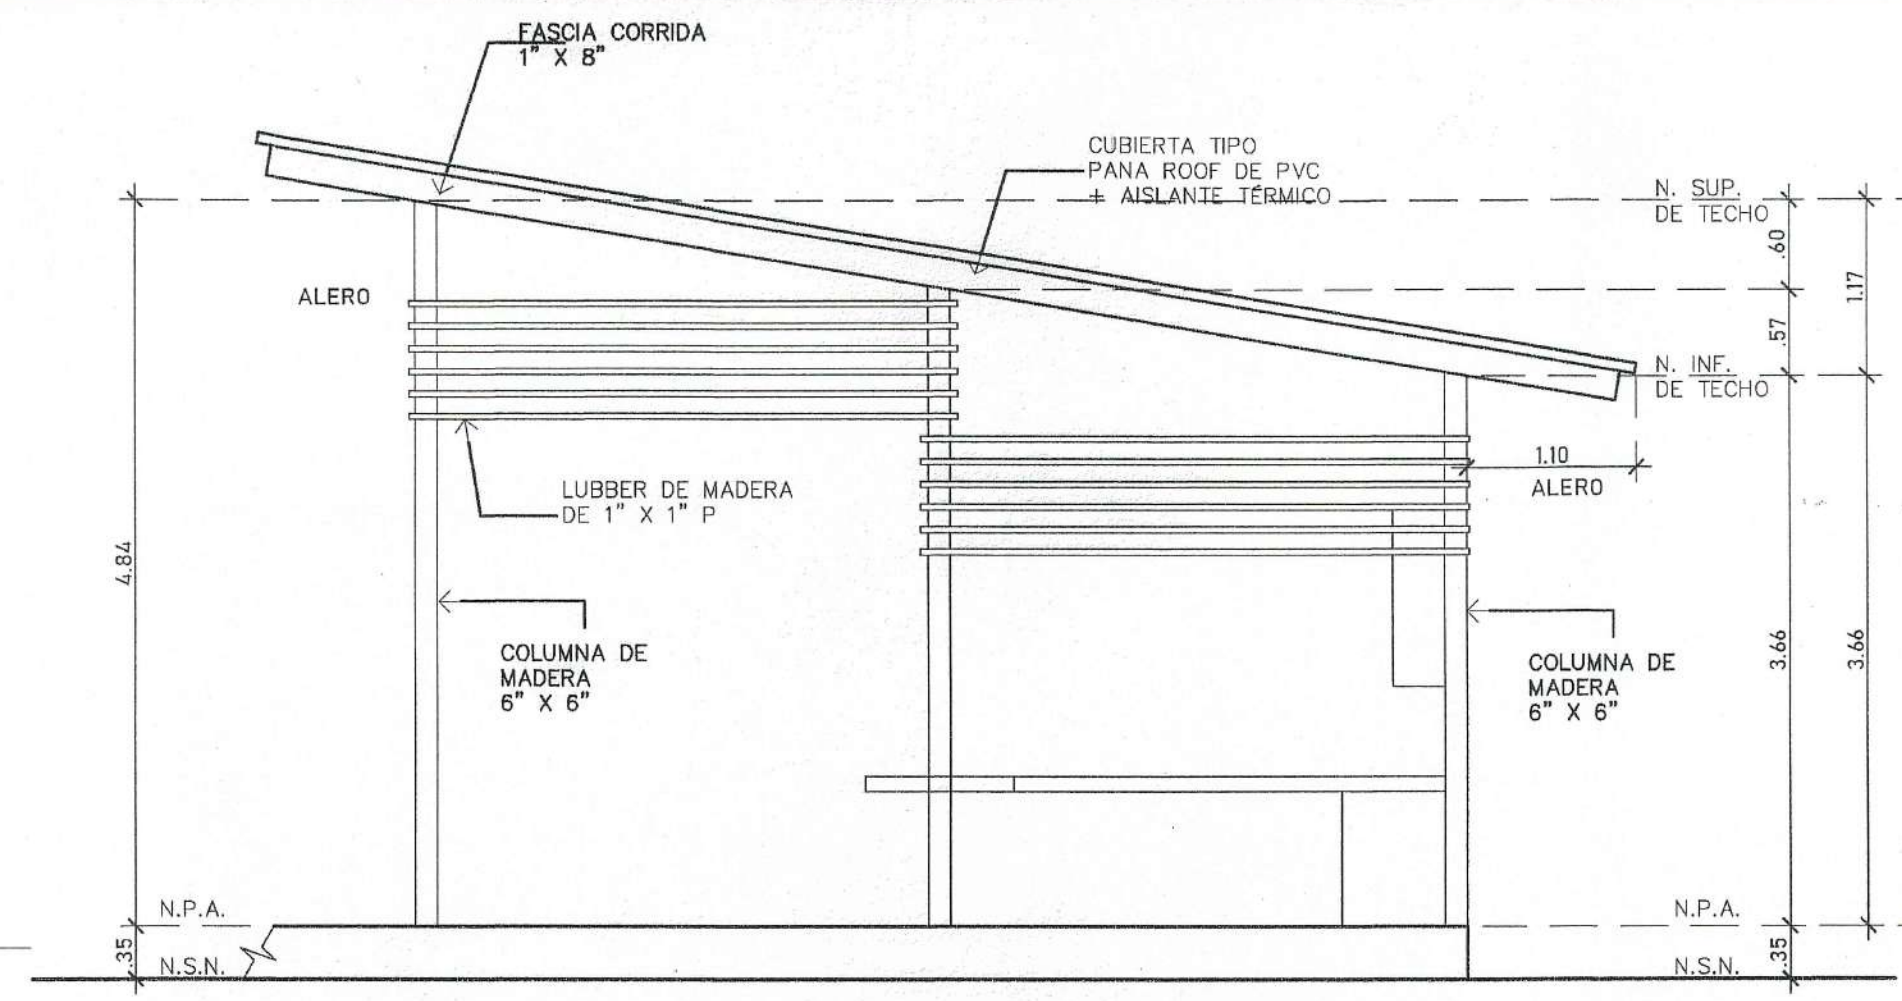 FASCIA CORRIDA
1" X 8"
CUBIERTA TIPO
PANA ROOF DE PVC
+ AISLANTE TÉRMICO
N. SUP.
DE TECHO
.60
1.17
ALERO
.57
N. INF.
DE TECHO
1.10
ALERO
LUBBER DE MADERA
DE 1" X 1" P
4.84
COLUMNA DE
MADERA
6" X 6"
COLUMNA DE
MADERA
6" X 6"
3.66
3.66
N.P.A.
N.P.A.
.35
N.S.N.
N.S.N.
.35